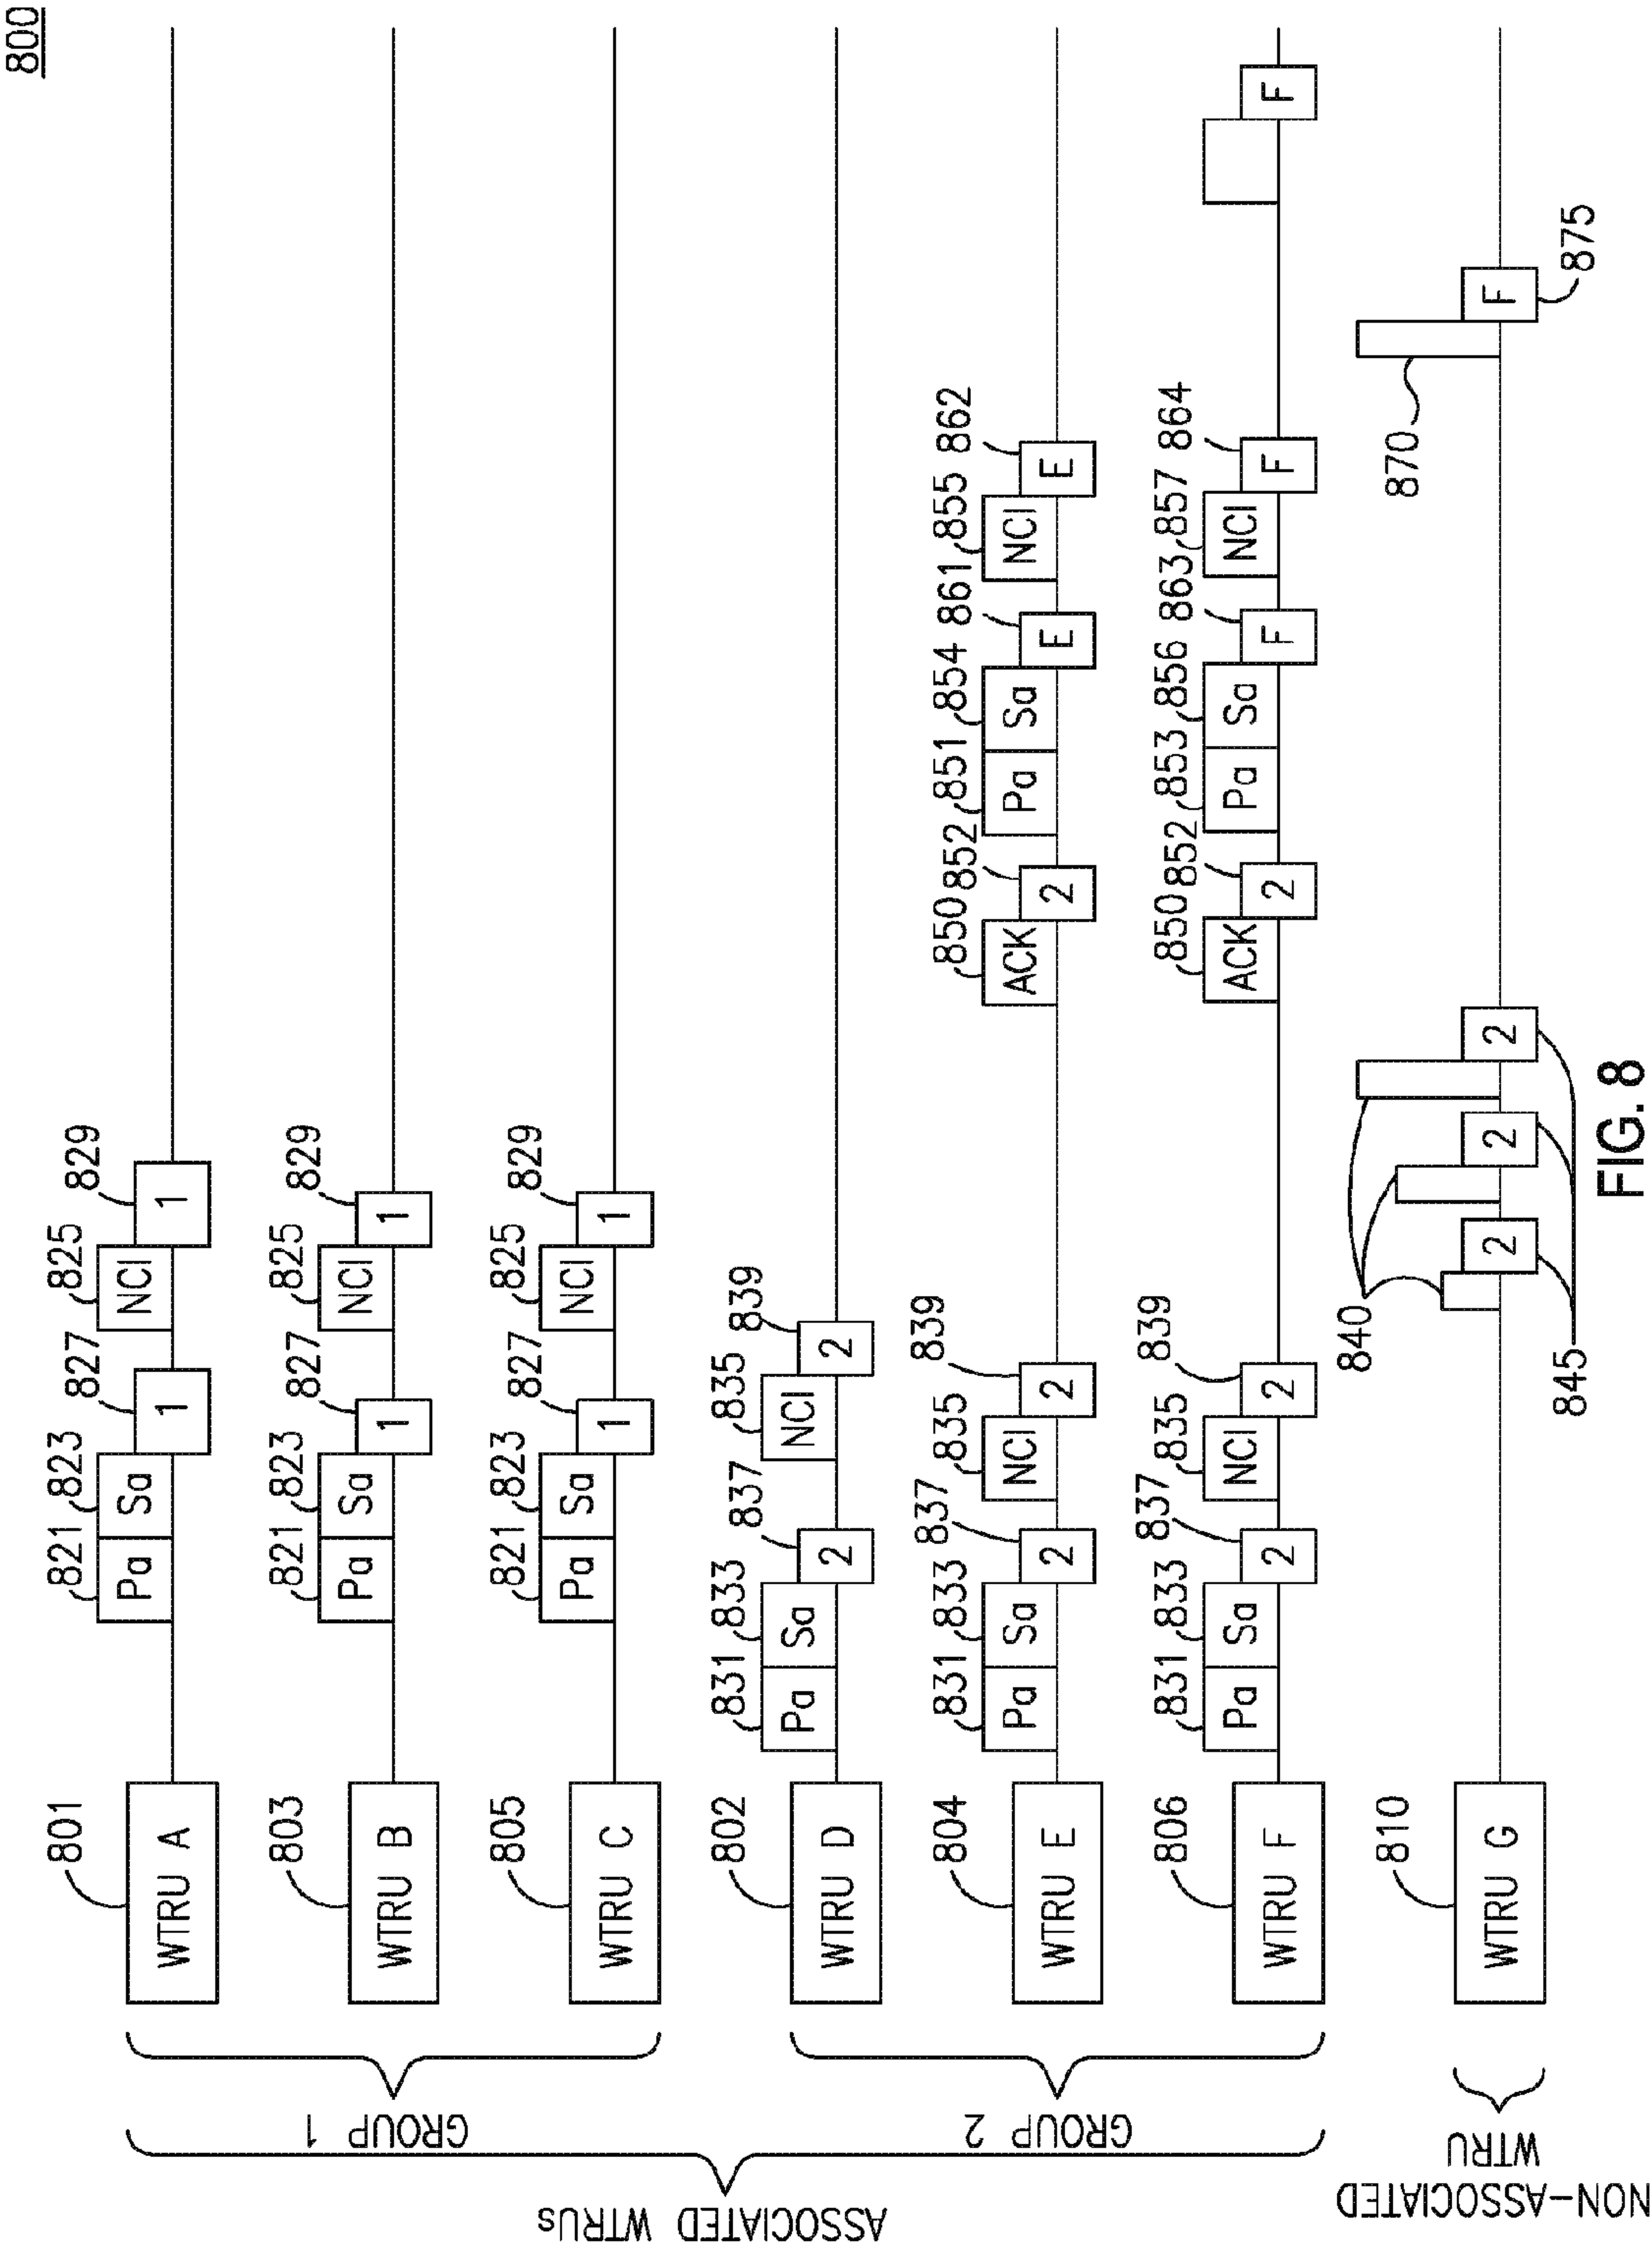 800
ASSOCIATED WTRUs
GROUP 1
801 821 823 827 825 829
WTRU A Pa Sa 1 NCI 1
803 821 823 827 825 829
WTRU B Pa Sa 1 NCI 1
805 821 823 827 825 829
WTRU C Pa Sa 1 NCI 1
GROUP 2
802 831 833 837 835 839
WTRU D Pa Sa 2 NCI 2
804 831 833 837 835 839 850 852 851 854 861 855 862
WTRU E Pa Sa 2 NCI 2 ACK 2 Pa Sa E NCI E
806 831 833 837 835 839 850 852 853 856 863 857 864
WTRU F Pa Sa 2 NCI 2 ACK 2 Pa Sa F NCI F F
NON-ASSOCIATED
WTRU
810 840 870
WTRU G 2 2 2 F
845 875
FIG. 8